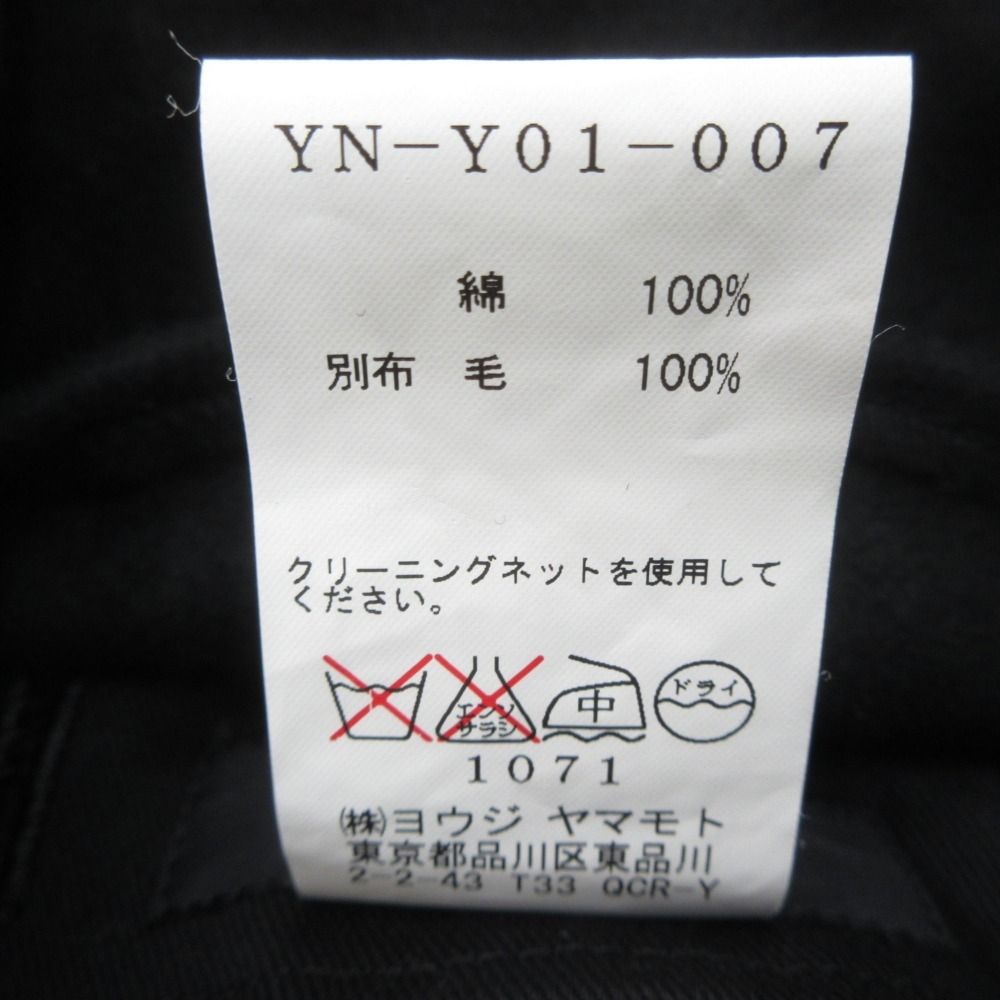 YN-Y01-007
綿 100%
別布 毛 100%
クリーニングネットを使用して
ください。
エンソ
サラシ
中
ドライ
1071
㈱ヨウジ ヤマモト
東京都品川区東品川
2-2-43 T33 QCR-Y